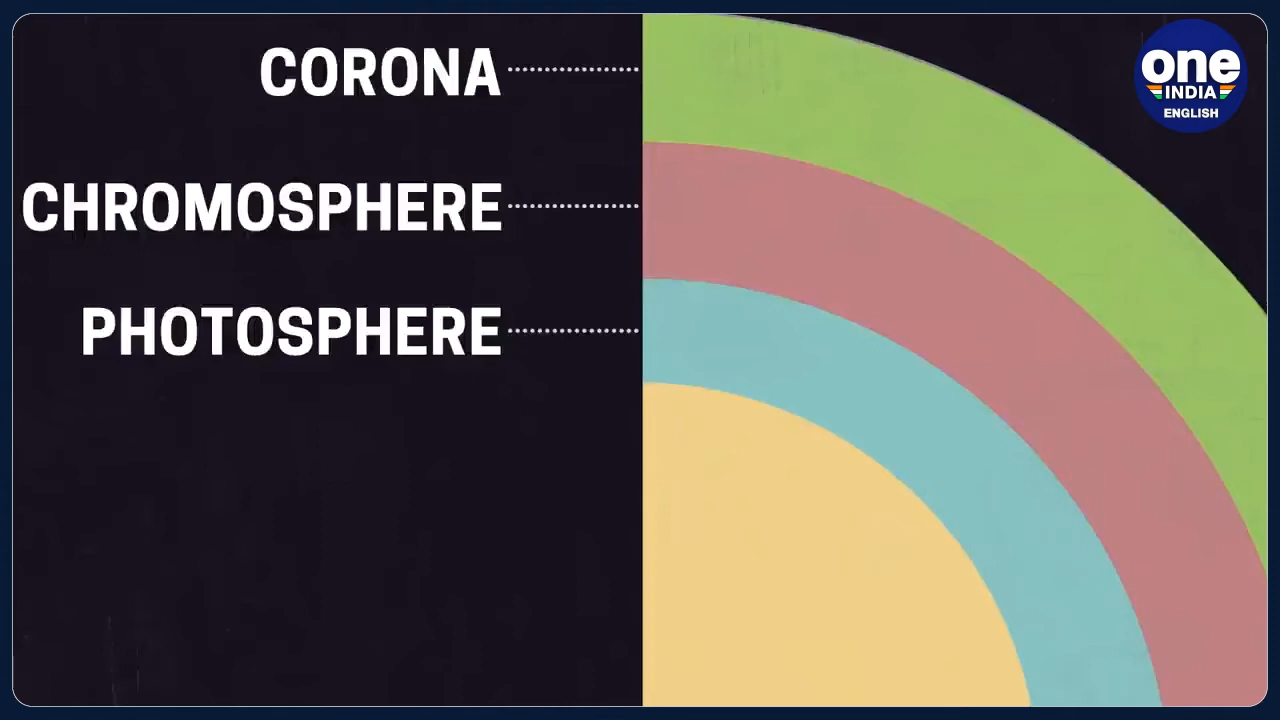 CORONA
CHROMOSPHERE
PHOTOSPHERE
one
INDIA
ENGLISH